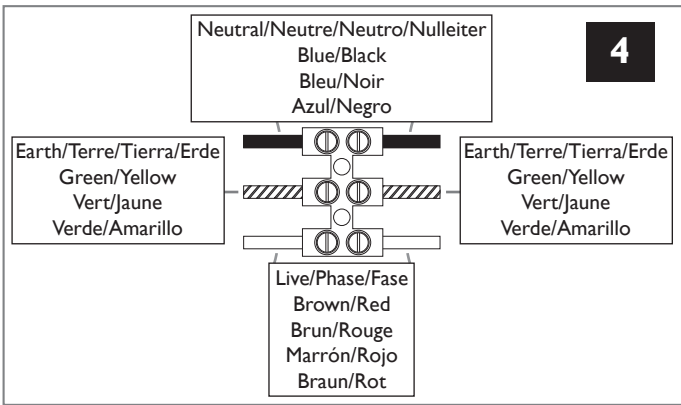 Neutral/Neutre/Neutro/Nulleiter
Blue/Black
Bleu/Noir
Azul/Negro
4
Earth/Terre/Tierra/Erde
Green/Yellow
Vert/Jaune
Verde/Amarillo
Earth/Terre/Tierra/Erde
Green/Yellow
Vert/Jaune
Verde/Amarillo
Live/Phase/Fase
Brown/Red
Brun/Rouge
Marrón/Rojo
Braun/Rot